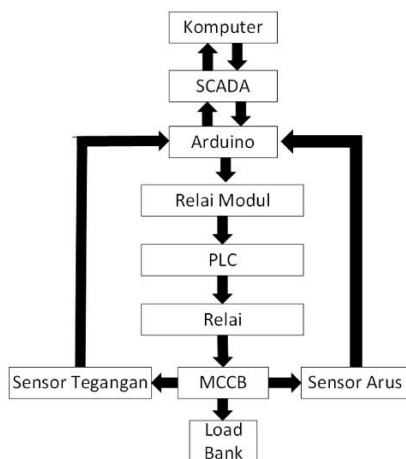 Komputer
SCADA
Arduino
Relai Modul
PLC
Relai
Sensor Tegangan
MCCB
Sensor Arus
Load
Bank